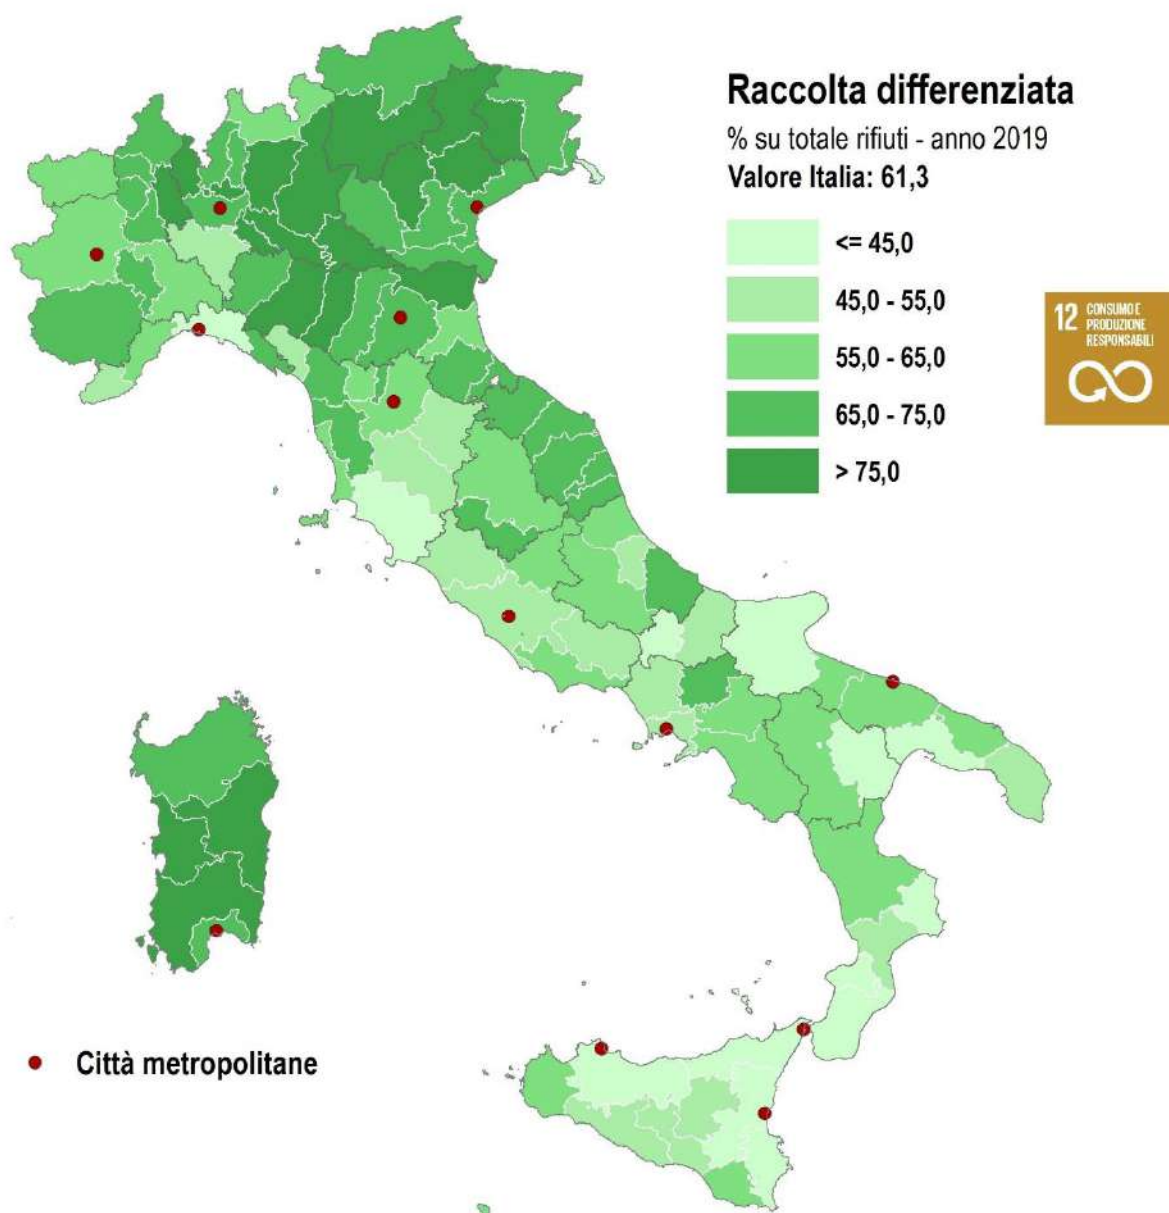 Raccolta differenziata
% su totale rifiuti - anno 2019
Valore Italia: 61,3
<= 45,0
45,0 - 55,0
55,0 - 65,0
65,0 - 75,0
> 75,0
12 CONSUMO E
PRODUZIONE
RESPONSABILI
Città metropolitane